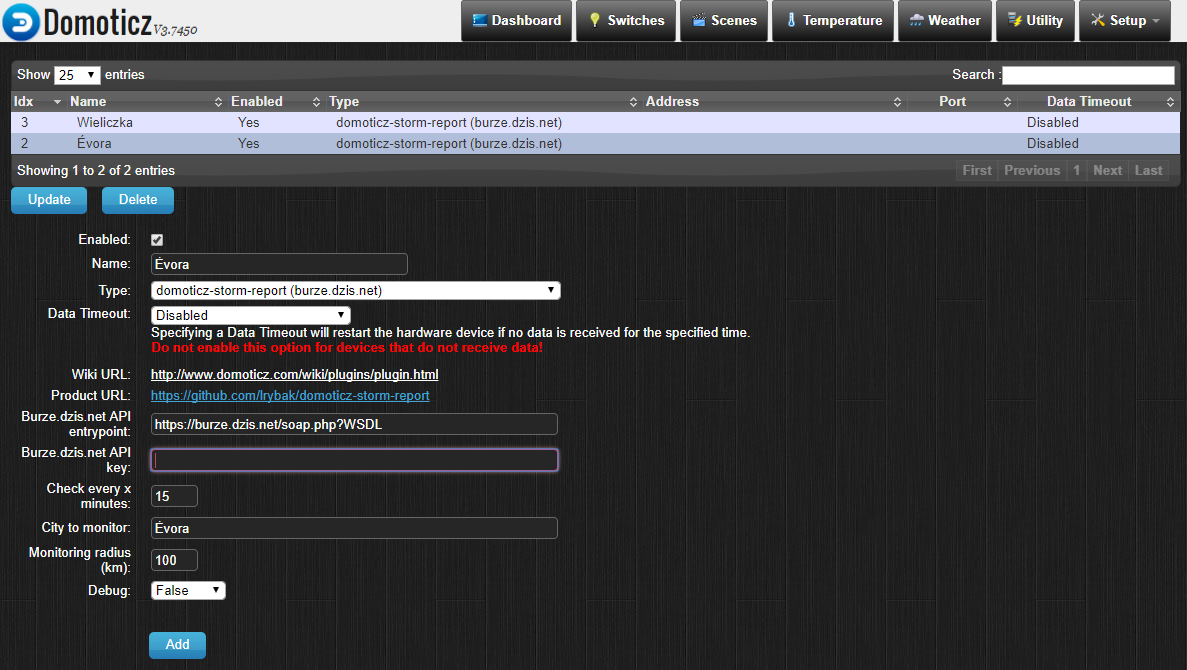 Domoticz V3.7450 Dashboard Switches Scenes Temperature Weather Utility Setup
Show 25 entries Search :
Idx Name Enabled Type Address Port Data Timeout
3 Wieliczka Yes domoticz-storm-report (burze.dzis.net) Disabled
2 Évora Yes domoticz-storm-report (burze.dzis.net) Disabled
Showing 1 to 2 of 2 entries First Previous 1 Next Last
Update Delete
Enabled:
Name: Évora
Type: domoticz-storm-report (burze.dzis.net)
Data Timeout: Disabled
Specifying a Data Timeout will restart the hardware device if no data is received for the specified time.
Do not enable this option for devices that do not receive data!
Wiki URL: http://www.domoticz.com/wiki/plugins/plugin.html
Product URL: https://github.com/lrybak/domoticz-storm-report
Burze.dzis.net API
entrypoint: https://burze.dzis.net/soap.php?WSDL
Burze.dzis.net API
key:
Check every x
minutes: 15
City to monitor: Évora
Monitoring radius
(km): 100
Debug: False
Add